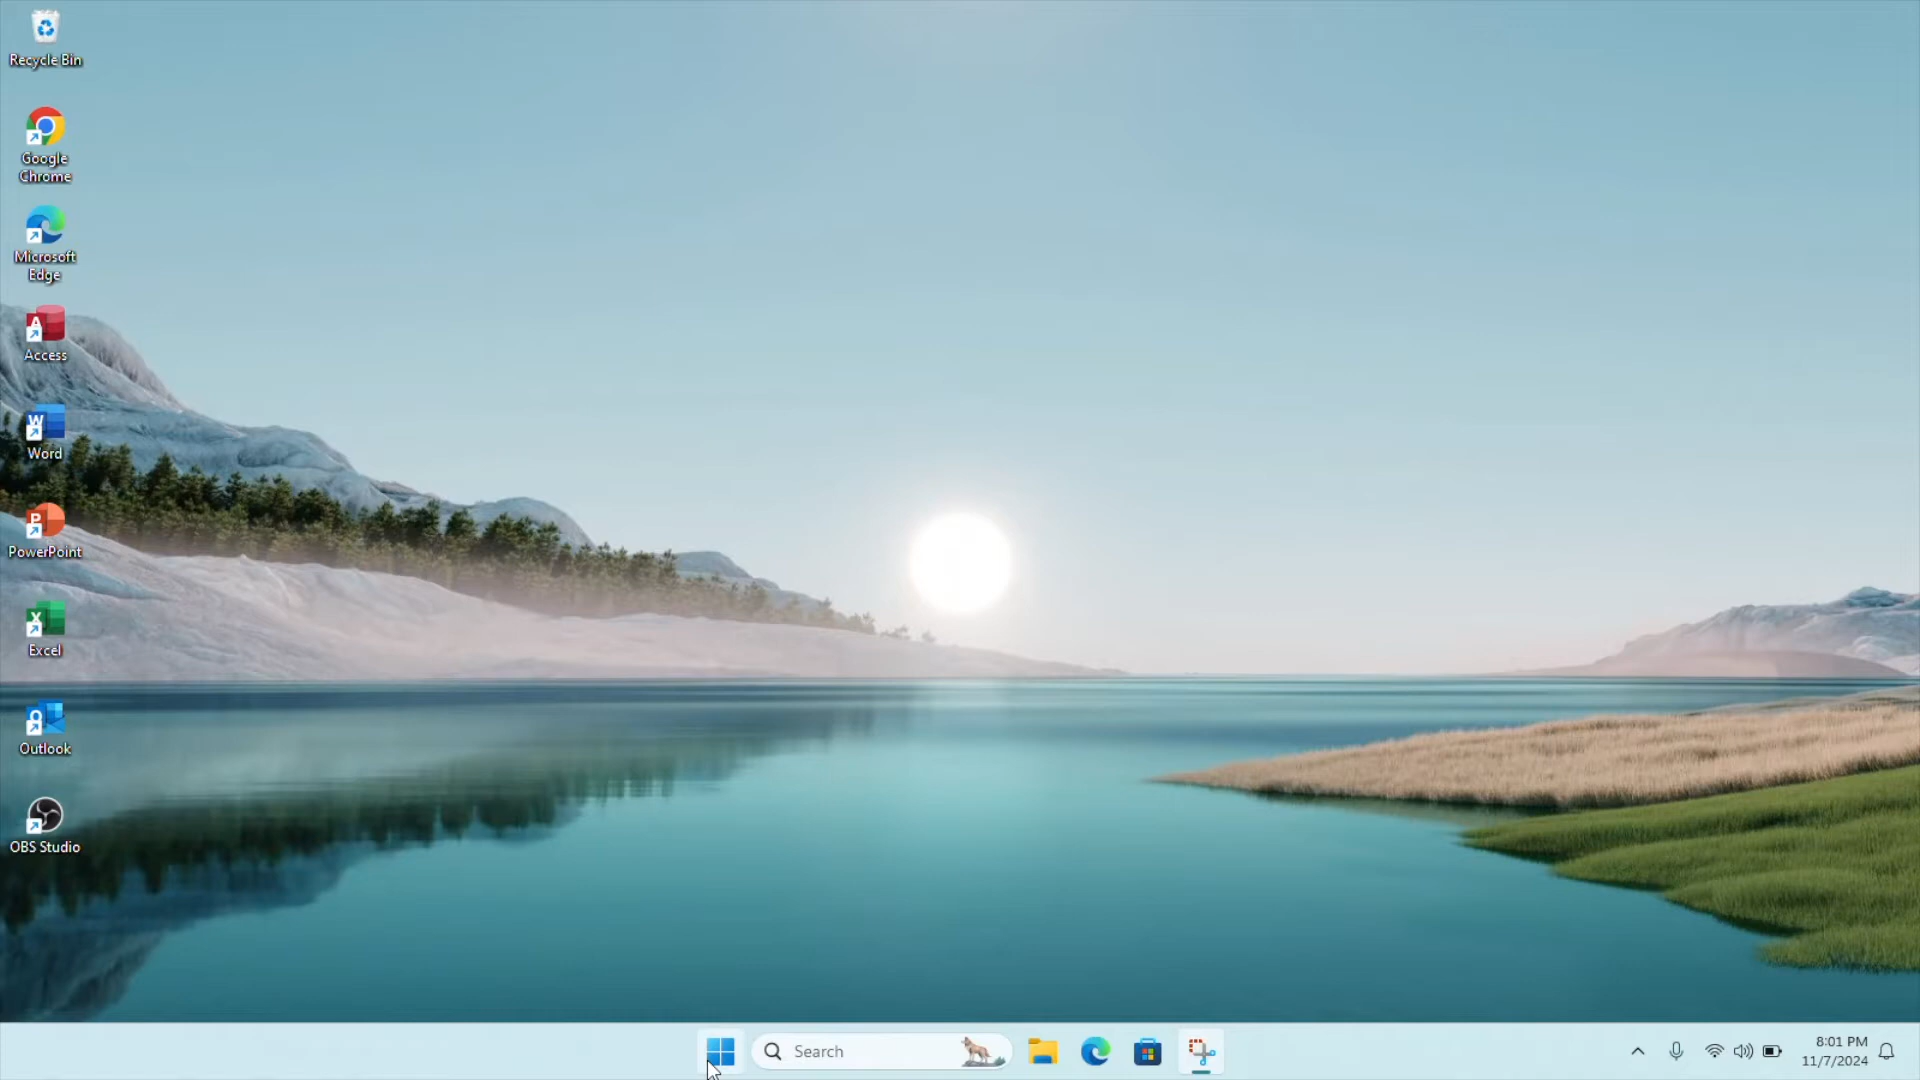 Recycle Bin
Google
Chrome
Microsoft
Edge
Access
Word
PowerPoint
Excel
Outlook
OBS Studio
Search
8:01 PM
11/7/2024